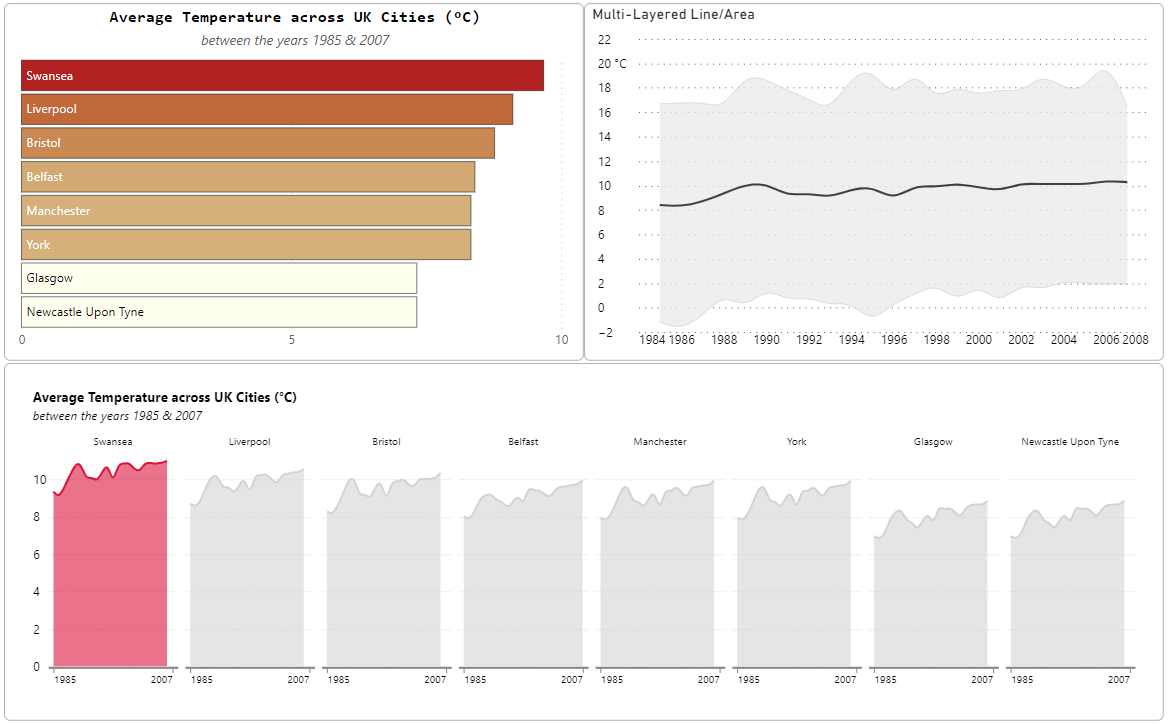 Average Temperature across UK Cities (ºC)
between the years 1985 & 2007
Swansea
Liverpool
Bristol
Belfast
Manchester
York
Glasgow
Newcastle Upon Tyne
0 5 10
Multi-Layered Line/Area
22
20 °C
18
16
14
12
10
8
6
4
2
0
−2
1984 1986 1988 1990 1992 1994 1996 1998 2000 2002 2004 2006 2008
Average Temperature across UK Cities (°C)
between the years 1985 & 2007
Swansea Liverpool Bristol Belfast Manchester York Glasgow Newcastle Upon Tyne
10
8
6
4
2
0
1985 2007 1985 2007 1985 2007 1985 2007 1985 2007 1985 2007 1985 2007 1985 2007